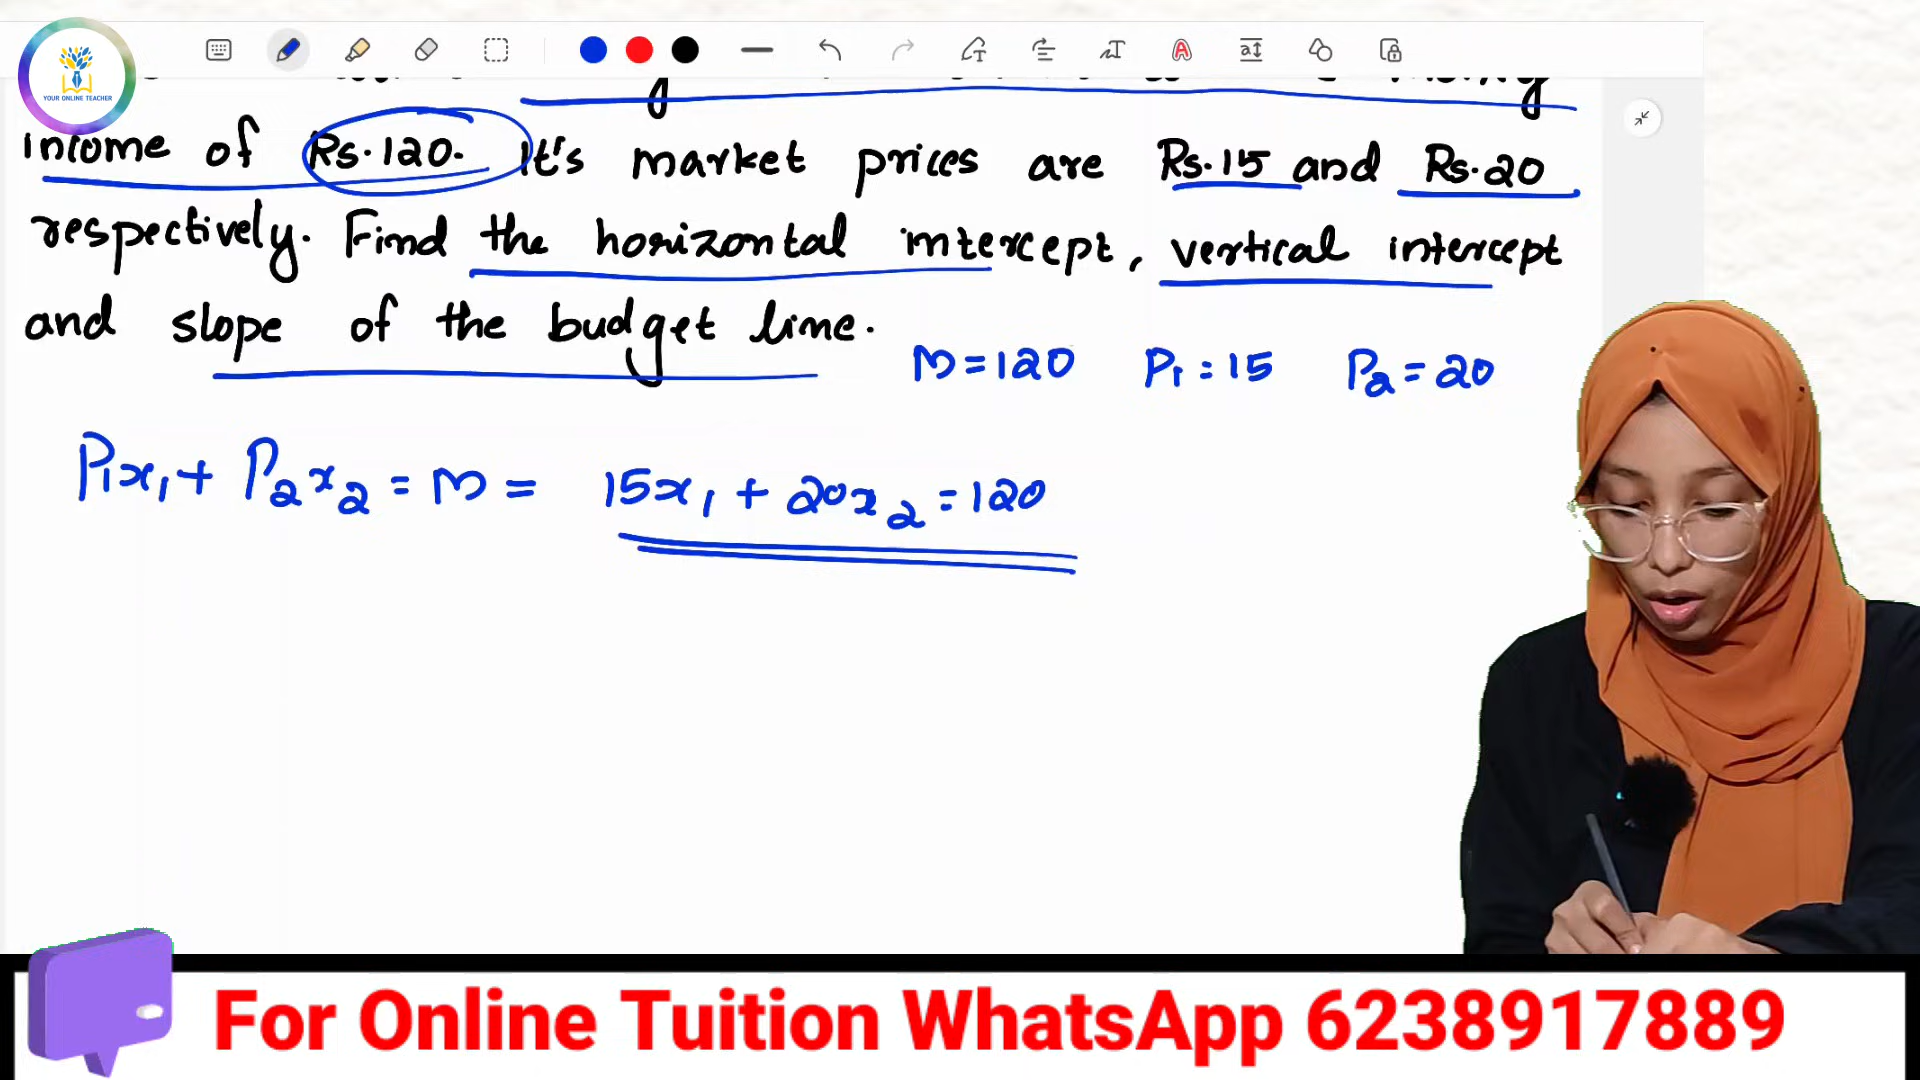 YOUR ONLINE TEACHER
income of Rs.120. It's market prices are Rs.15 and Rs.20
respectively. Find the horizontal intercept, vertical intercept
and slope of the budget line.
M = 120 P₁ = 15 P₂ = 20
P₁x₁ + P₂x₂ = M = 15x₁ + 20x₂ = 120
For Online Tuition WhatsApp 6238917889